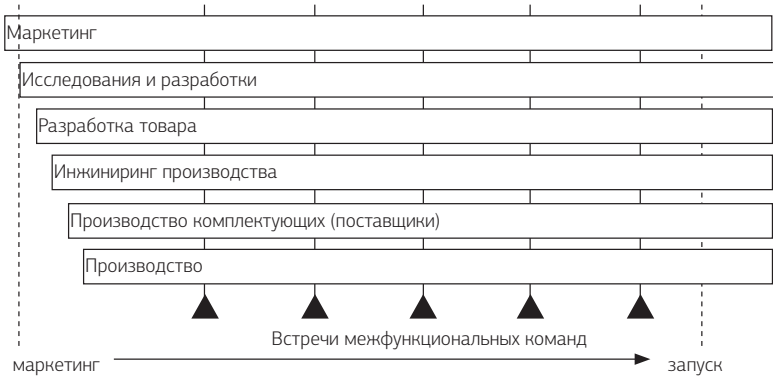 Маркетинг
Исследования и разработки
Разработка товара
Инжиниринг производства
Производство комплектующих (поставщики)
Производство
Встречи межфункциональных команд
маркетинг
запуск